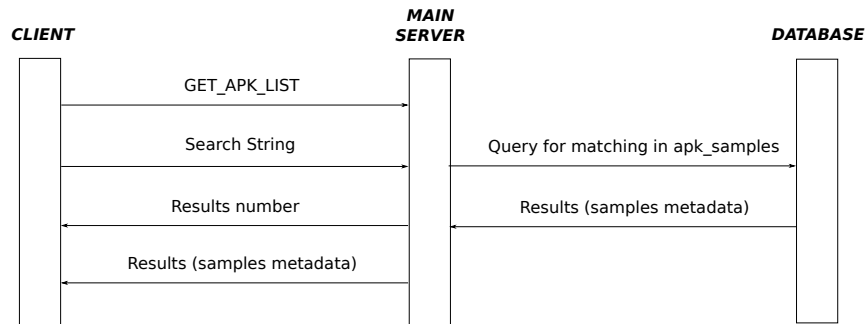 CLIENT
MAIN
SERVER
DATABASE
GET_APK_LIST
Search String
Query for matching in apk_samples
Results number
Results (samples metadata)
Results (samples metadata)